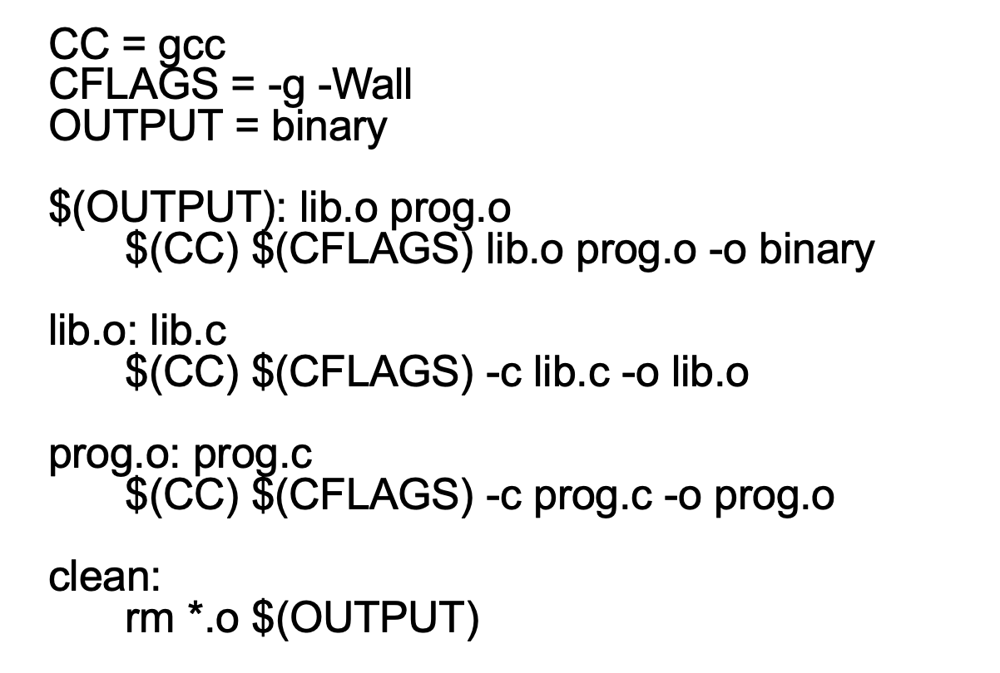 CC = gcc
CFLAGS = -g -Wall
OUTPUT = binary
$(OUTPUT): lib.o prog.o
$(CC) $(CFLAGS) lib.o prog.o -o binary
lib.o: lib.c
$(CC) $(CFLAGS) -c lib.c -o lib.o
prog.o: prog.c
$(CC) $(CFLAGS) -c prog.c -o prog.o
clean:
rm *.o $(OUTPUT)